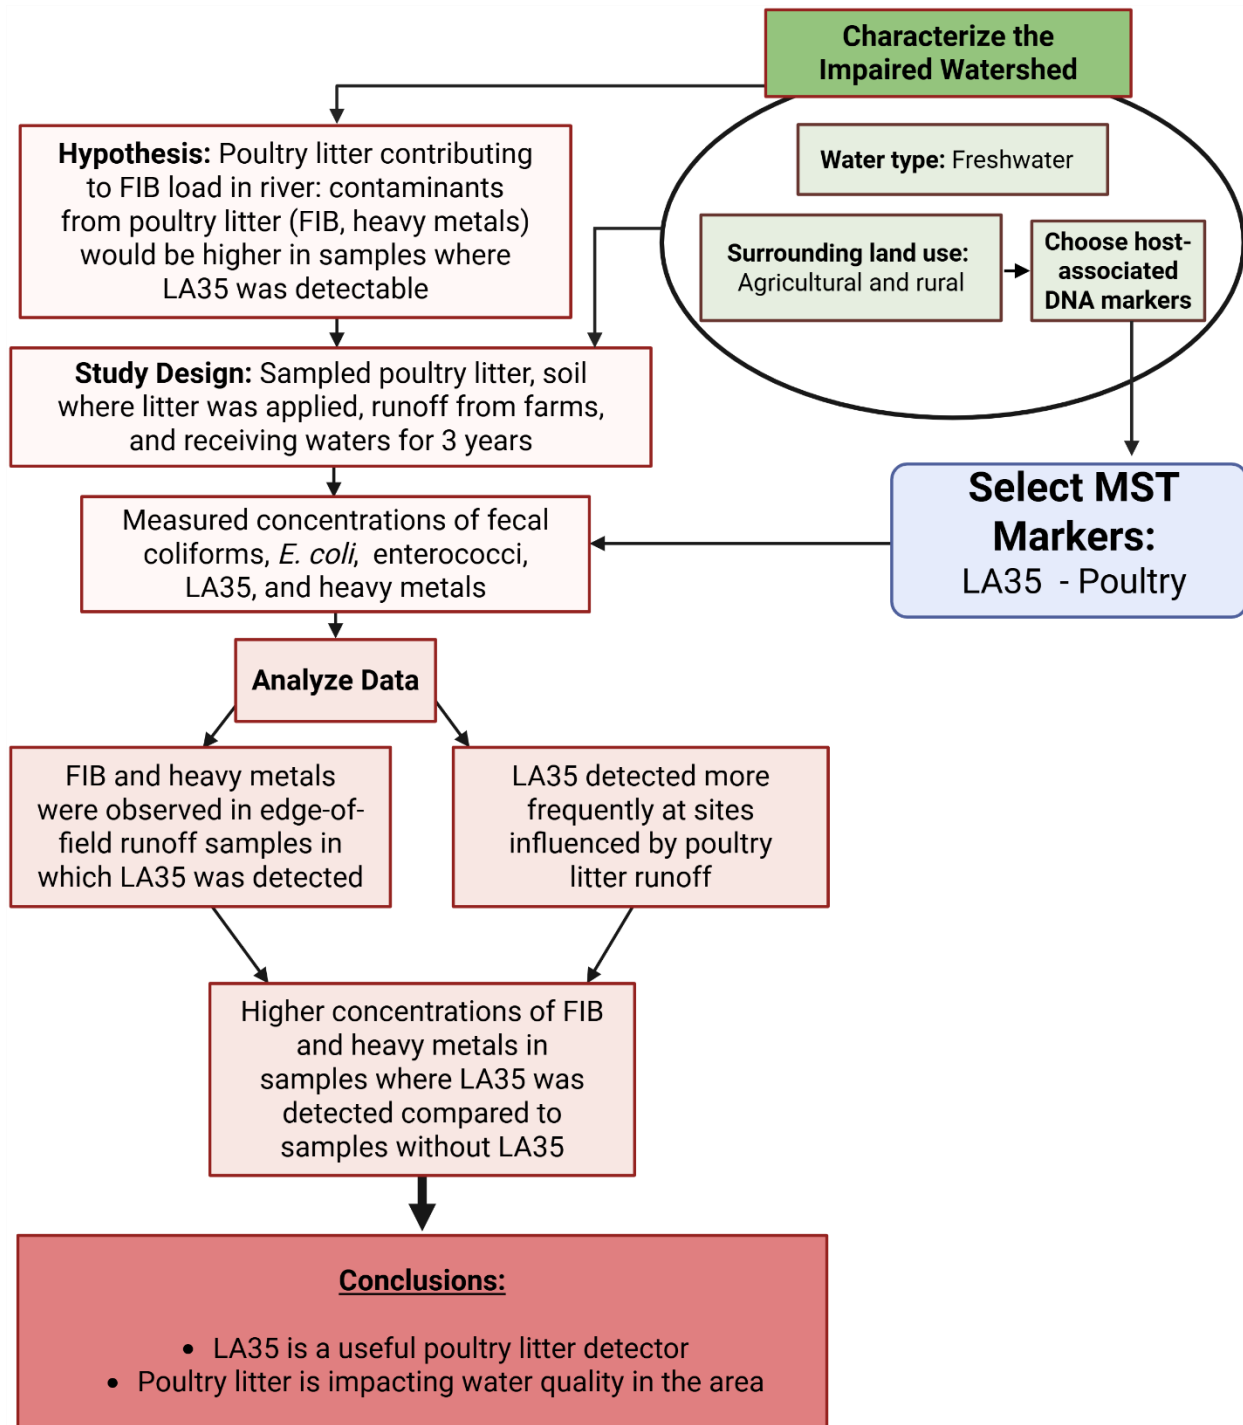 Characterize the
Impaired Watershed
Water type: Freshwater
Surrounding land use:
Agricultural and rural
Choose host-
associated
DNA markers
Hypothesis: Poultry litter contributing
to FIB load in river: contaminants
from poultry litter (FIB, heavy metals)
would be higher in samples where
LA35 was detectable
Study Design: Sampled poultry litter, soil
where litter was applied, runoff from farms,
and receiving waters for 3 years
Select MST
Markers:
LA35 - Poultry
Measured concentrations of fecal
coliforms, E. coli, enterococci,
LA35, and heavy metals
Analyze Data
FIB and heavy metals
were observed in edge-of-
field runoff samples in
which LA35 was detected
LA35 detected more
frequently at sites
influenced by poultry
litter runoff
Higher concentrations of FIB
and heavy metals in
samples where LA35 was
detected compared to
samples without LA35
Conclusions:
• LA35 is a useful poultry litter detector
• Poultry litter is impacting water quality in the area